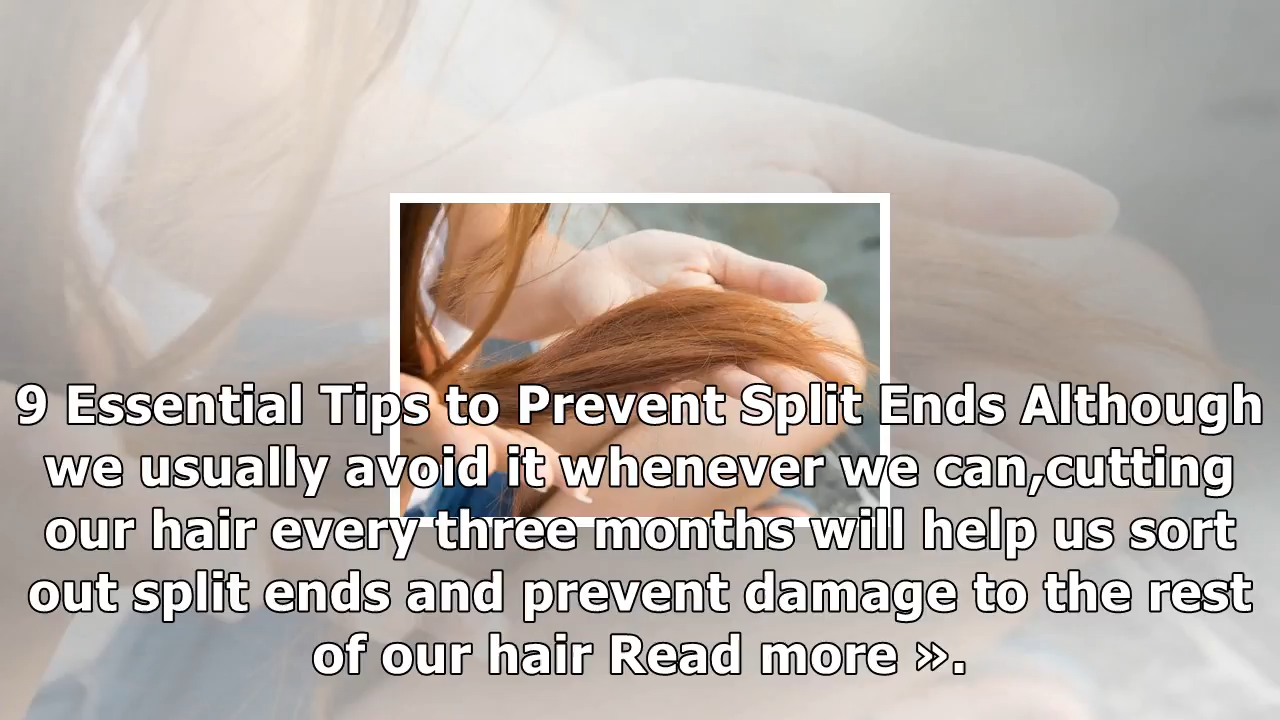 9 Essential Tips to Prevent Split Ends Although
we usually avoid it whenever we can,cutting
our hair every three months will help us sort
out split ends and prevent damage to the rest
of our hair Read more ».